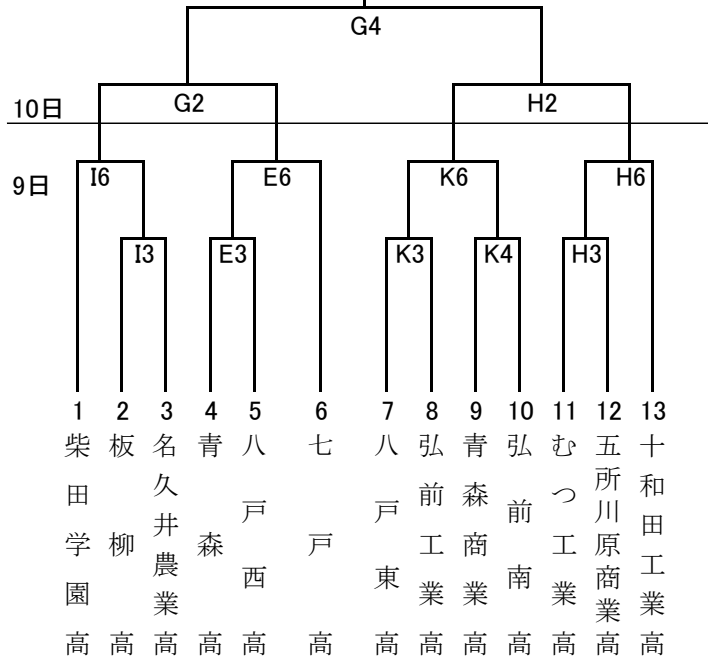 G4
10日
G2
H2
9日
I6
E6
K6
H6
I3
E3
K3
K4
H3
1
2
3
4
5
6
7
8
9
10
11
12
13
柴田学園高
板柳高
名久井農業高
青森高
八戸西高
七戸高
八戸東高
弘前工業高
青森商業高
弘前南高
むつ工業高
五所川原商業高
十和田工業高